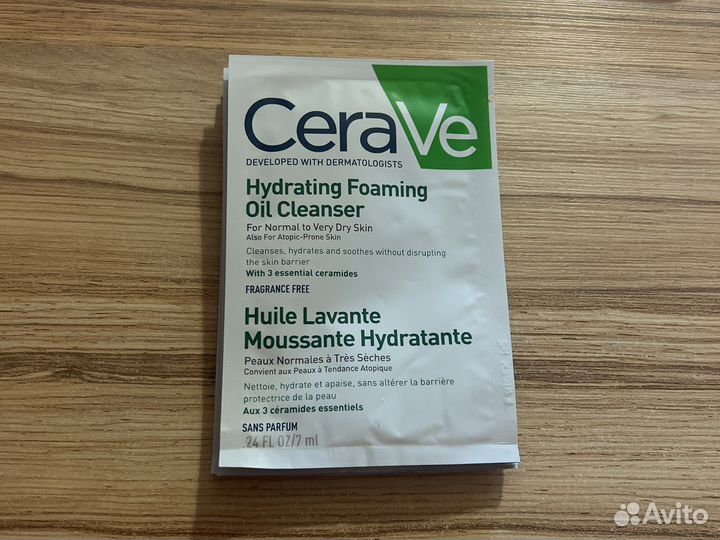 CeraVe
DEVELOPED WITH DERMATOLOGISTS
Hydrating Foaming
Oil Cleanser
For Normal to Very Dry Skin
Also For Atopic-Prone Skin
Cleanses, hydrates and soothes without disrupting
the skin barrier
With 3 essential ceramides
FRAGRANCE FREE
Huile Lavante
Moussante Hydratante
Peaux Normales à Très Sèches
Convient aux Peaux à Tendance Atopique
Nettoie, hydrate et apaise, sans altérer la barrière
protectrice de la peau
Aux 3 céramides essentiels
SANS PARFUM
.24 FL OZ/7 ml
Avito